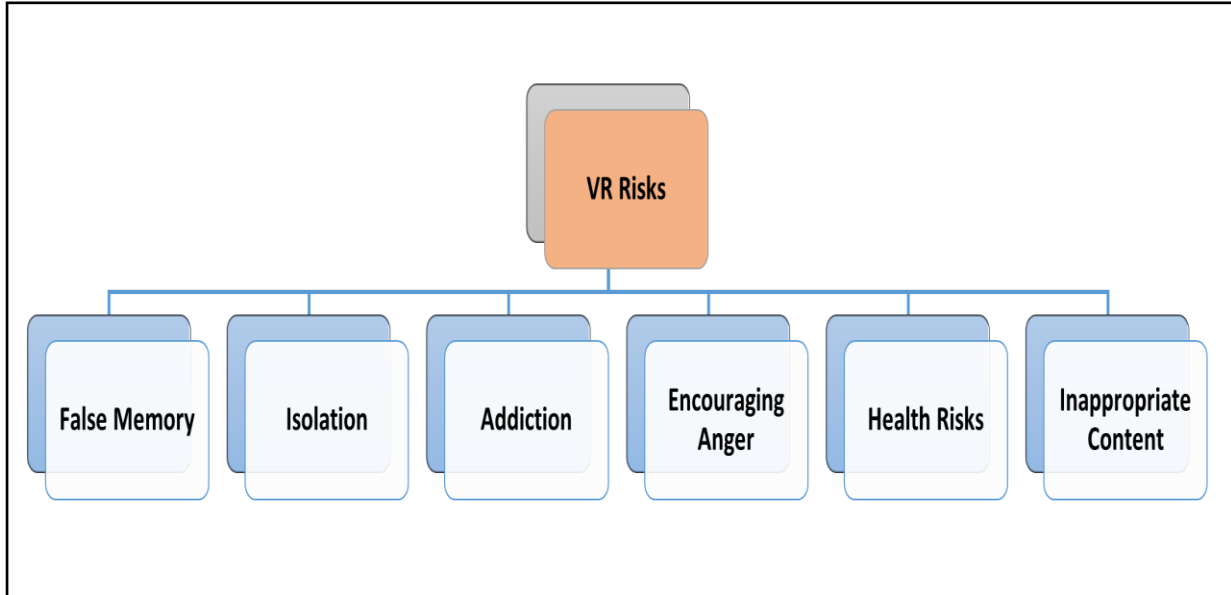 VR Risks
False Memory
Isolation
Addiction
Encouraging
Anger
Health Risks
Inappropriate
Content